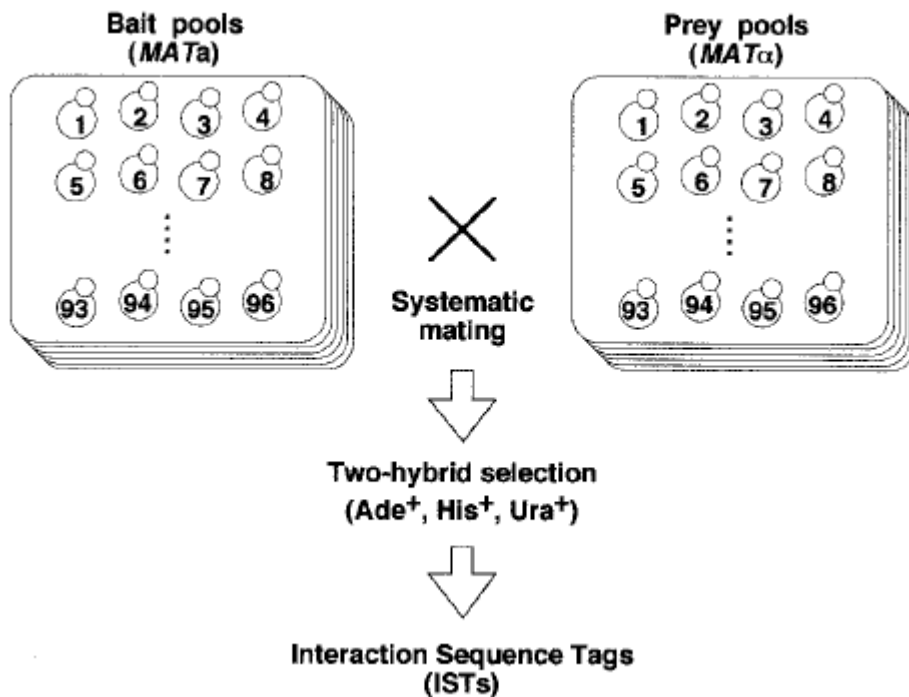 Bait pools
(MATa)
Prey pools
(MATα)
1 2 3 4
5 6 7 8
93 94 95 96
1 2 3 4
5 6 7 8
93 94 95 96
Systematic
mating
Two-hybrid selection
(Ade+, His+, Ura+)
Interaction Sequence Tags
(ISTs)